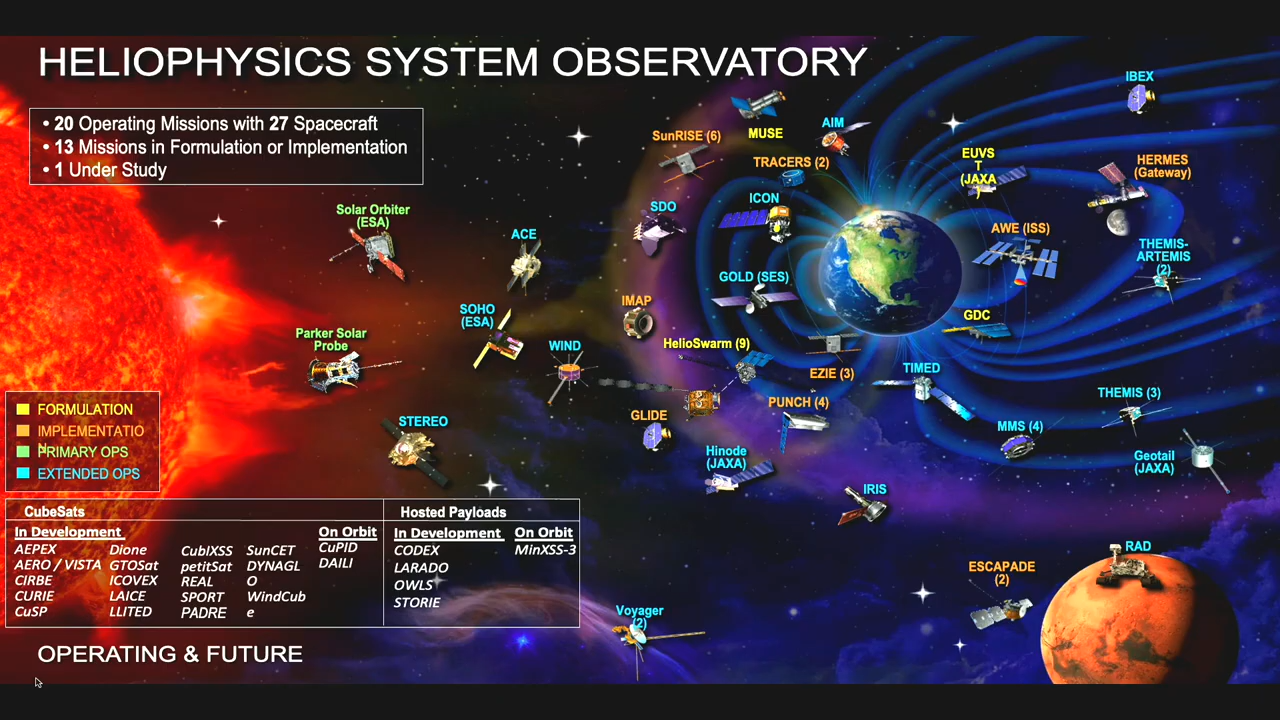 HELIOPHYSICS SYSTEM OBSERVATORY
• 20 Operating Missions with 27 Spacecraft
• 13 Missions in Formulation or Implementation
• 1 Under Study
IBEX
MUSE
AIM
SunRISE (6)
TRACERS (2)
EUVS
T
(JAXA
)
HERMES
(Gateway)
Solar Orbiter
(ESA)
ICON
SDO
ACE
AWE (ISS)
THEMIS-
ARTEMIS
(2)
GOLD (SES)
IMAP
SOHO
(ESA)
GDC
Parker Solar
Probe
WIND
HelioSwarm (9)
EZIE (3)
TIMED
THEMIS (3)
PUNCH (4)
GLIDE
STEREO
MMS (4)
Hinode
(JAXA)
Geotail
(JAXA)
IRIS
FORMULATION
IMPLEMENTATIO
N
PRIMARY OPS
EXTENDED OPS
CubeSats
In Development
AEPEX
AERO / VISTA
CIRBE
CURIE
CuSP
Dione
GTOSat
ICOVEX
LAICE
LLITED
CubIXSS
petitSat
REAL
SPORT
PADRE
SunCET
DYNAGL
O
WindCub
e
On Orbit
CuPID
DAILI
Hosted Payloads
In Development
CODEX
LARADO
OWLS
STORIE
On Orbit
MinXSS-3
RAD
ESCAPADE
(2)
Voyager
(2)
OPERATING & FUTURE